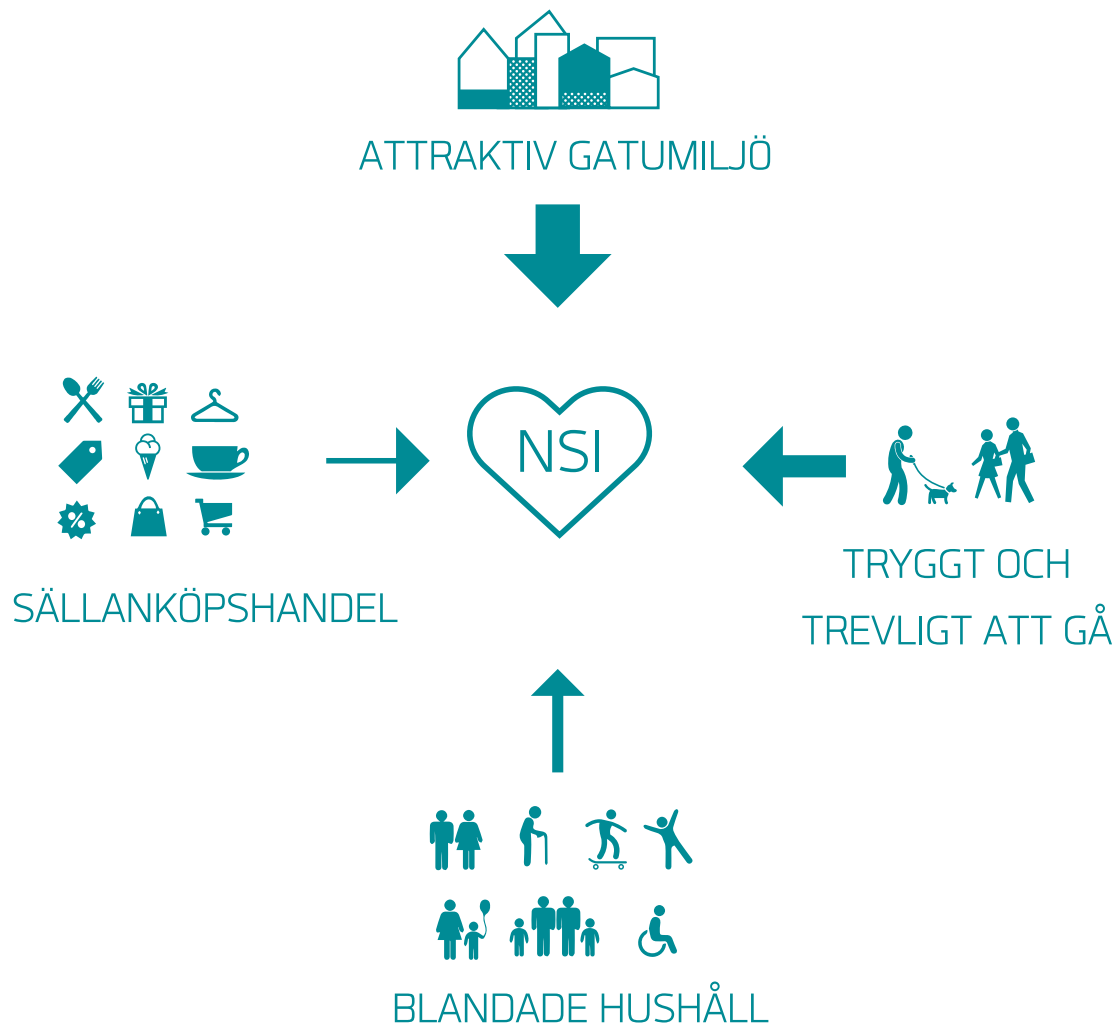 ATTRAKTIV GATUMILJÖ
NSI
%
SÄLLANKÖPSHANDEL
TRYGGT OCH
TREVLIGT ATT GÅ
BLANDADE HUSHÅLL